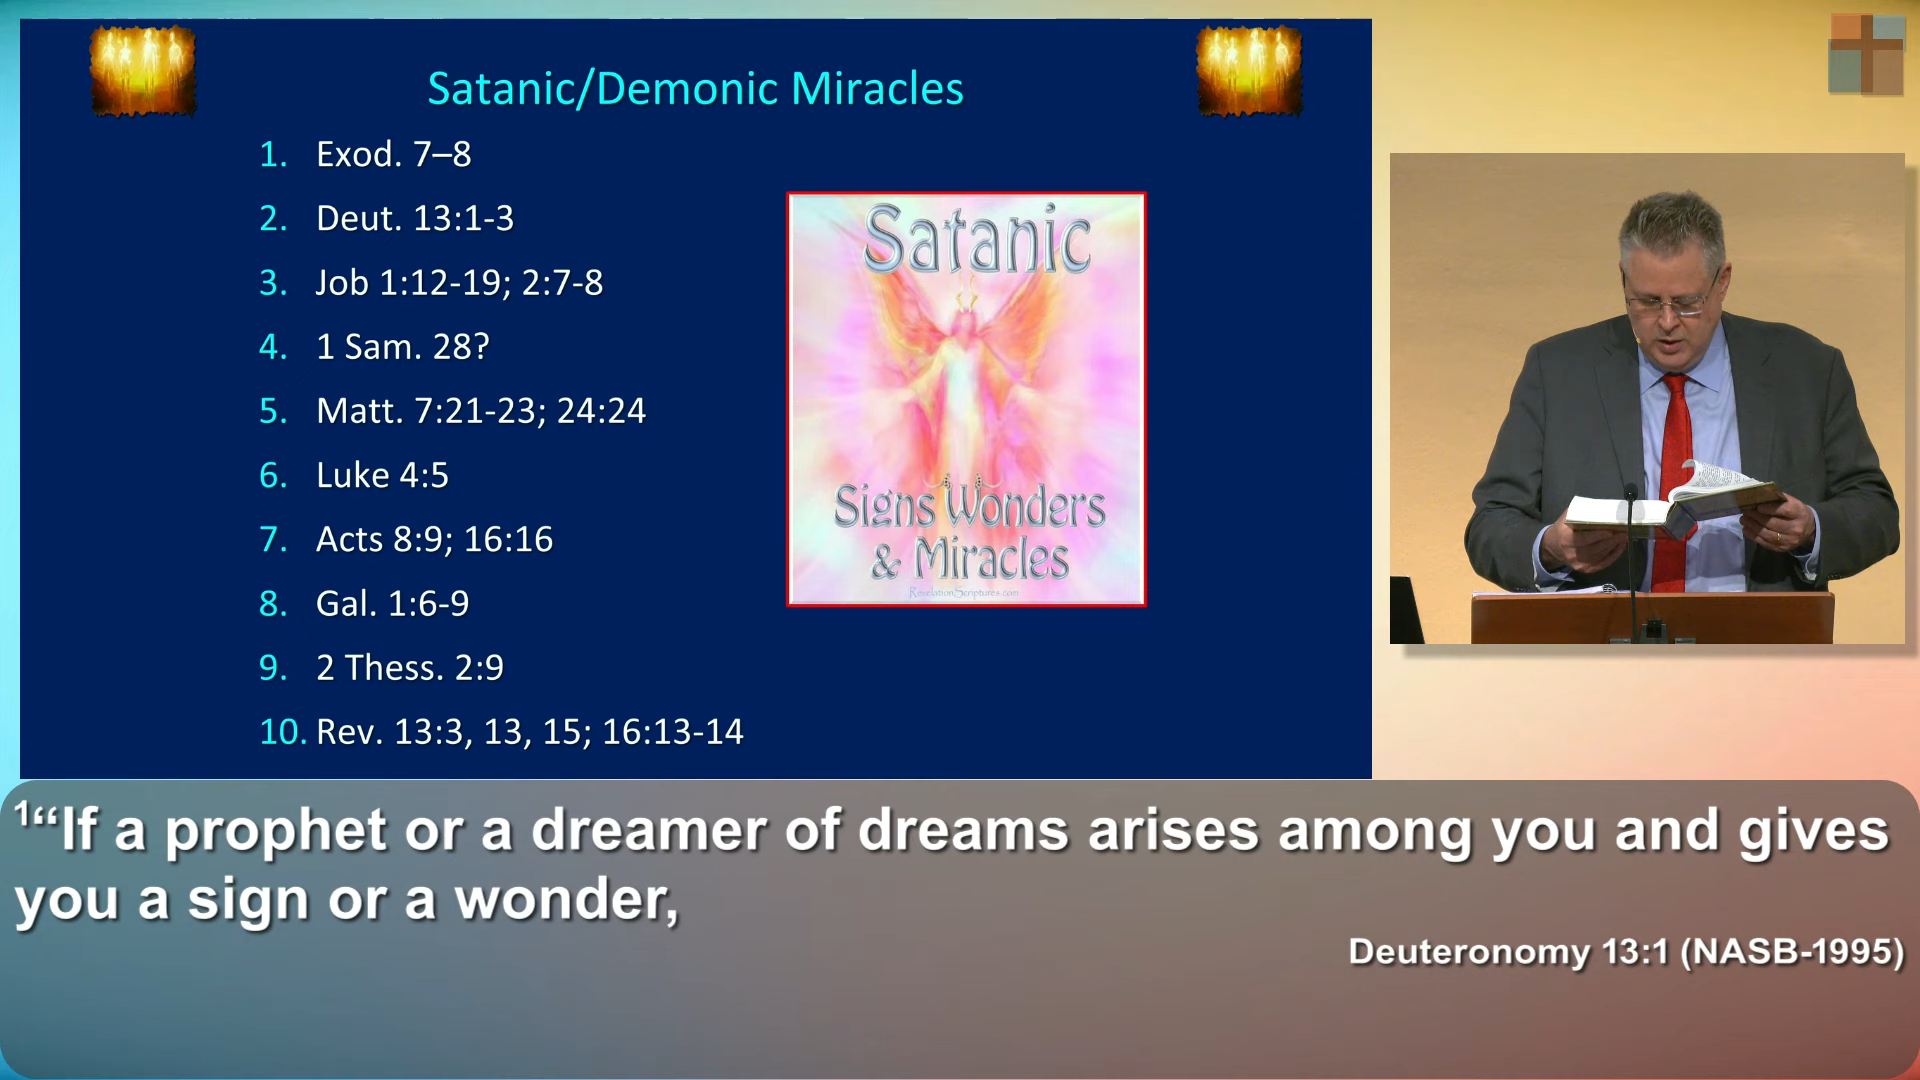 Satanic/Demonic Miracles
1. Exod. 7–8
2. Deut. 13:1-3
3. Job 1:12-19; 2:7-8
4. 1 Sam. 28?
5. Matt. 7:21-23; 24:24
6. Luke 4:5
7. Acts 8:9; 16:16
8. Gal. 1:6-9
9. 2 Thess. 2:9
10. Rev. 13:3, 13, 15; 16:13-14
Satanic
Signs Wonders
& Miracles
RevelationScriptures.com
1“If a prophet or a dreamer of dreams arises among you and gives
you a sign or a wonder,
Deuteronomy 13:1 (NASB-1995)